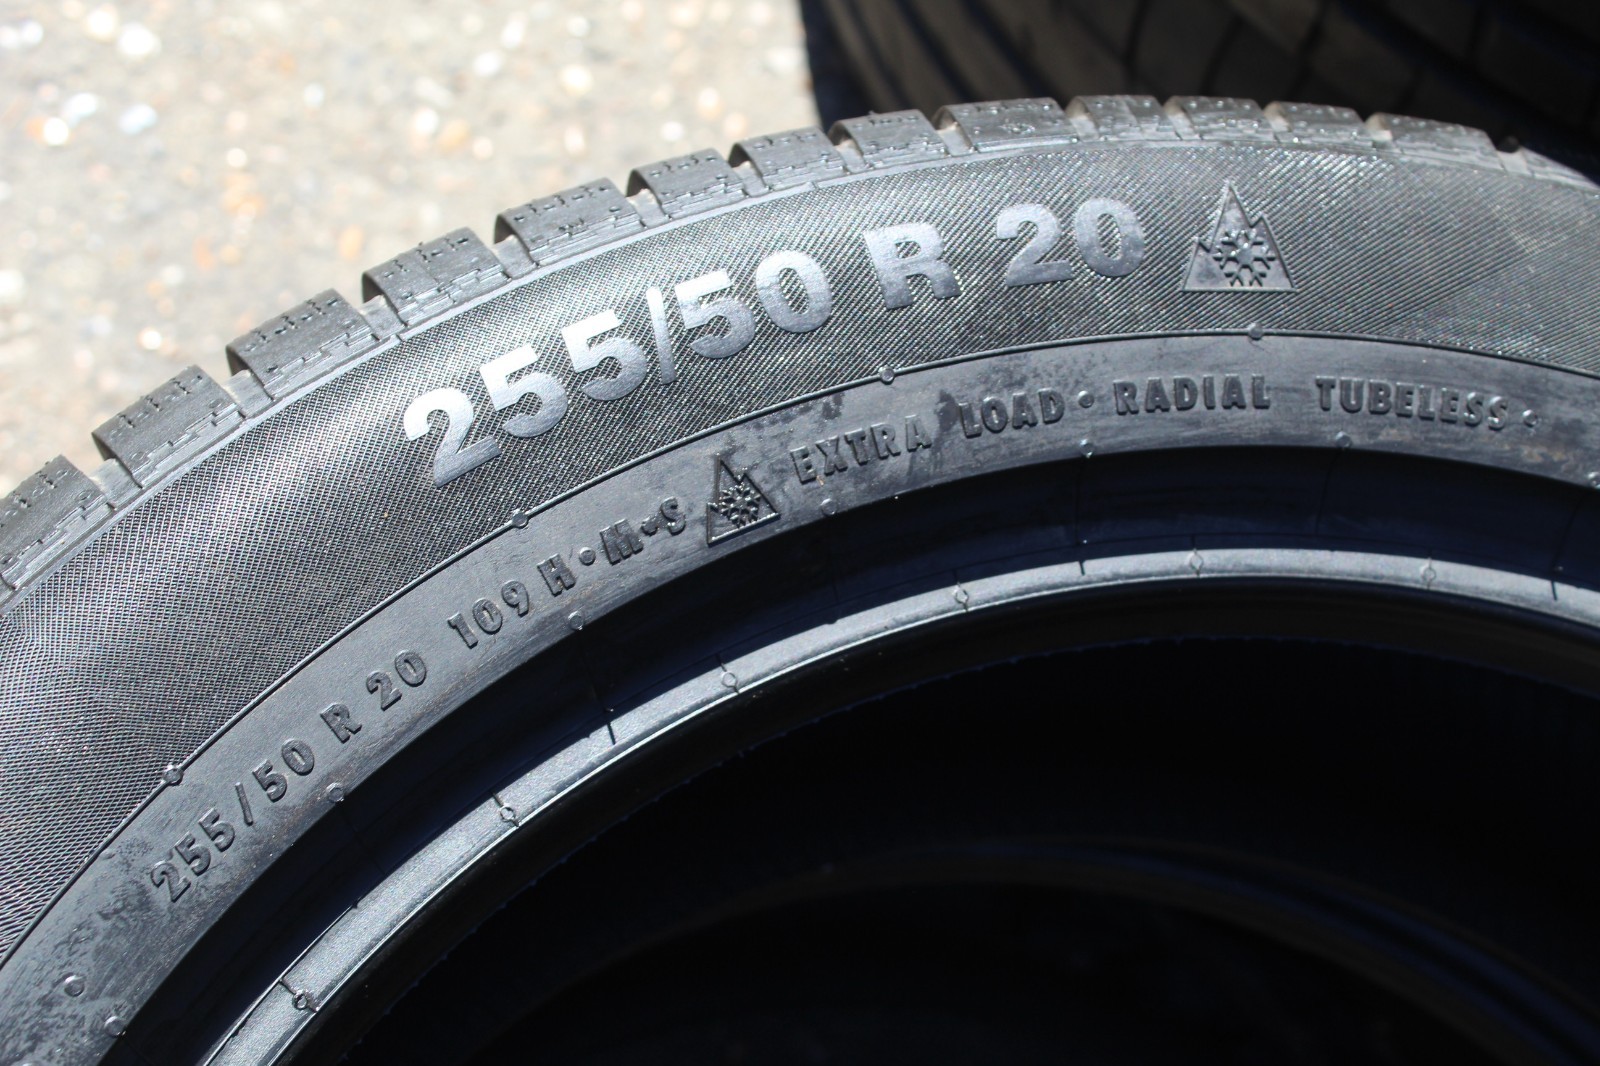 255/50 R 20
255/50 R 20 109 H • M•S EXTRA LOAD • RADIAL TUBELESS •